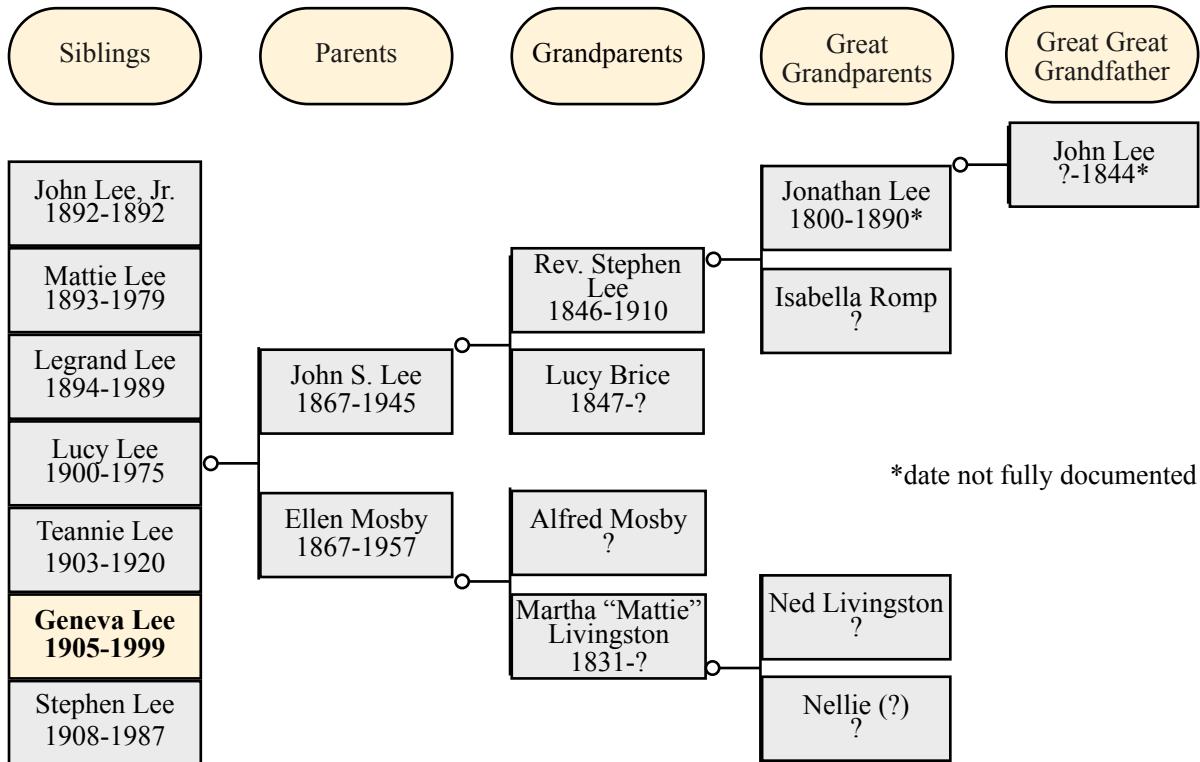 Siblings
Parents
Grandparents
Great
Grandparents
Great Great
Grandfather
John Lee, Jr.
1892-1892
Mattie Lee
1893-1979
Legrand Lee
1894-1989
Lucy Lee
1900-1975
Teannie Lee
1903-1920
Geneva Lee
1905-1999
Stephen Lee
1908-1987
John S. Lee
1867-1945
Ellen Mosby
1867-1957
Rev. Stephen
Lee
1846-1910
Lucy Brice
1847-?
Alfred Mosby
?
Martha “Mattie”
Livingston
1831-?
Jonathan Lee
1800-1890*
Isabella Romp
?
Ned Livingston
?
Nellie (?)
?
John Lee
?-1844*
*date not fully documented